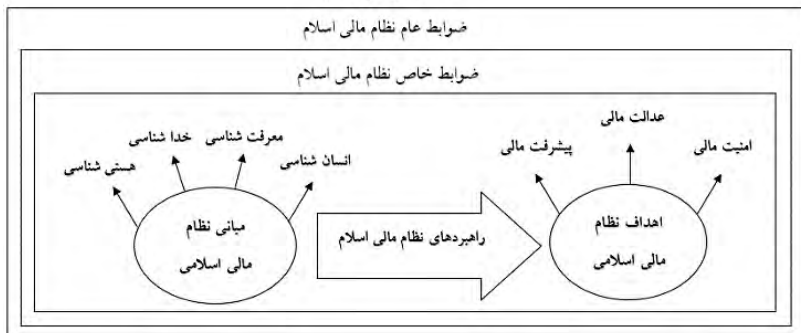 ضوابط عام نظام مالی اسلام
ضوابط خاص نظام مالی اسلام
عدالت مالی
پیشرفت مالی
امنیت مالی
اهداف نظام
مالی اسلامی
راهبردهای نظام مالی اسلام
انسان شناسی
معرفت شناسی
خدا شناسی
هستی شناسی
مبانی نظام
مالی اسلامی